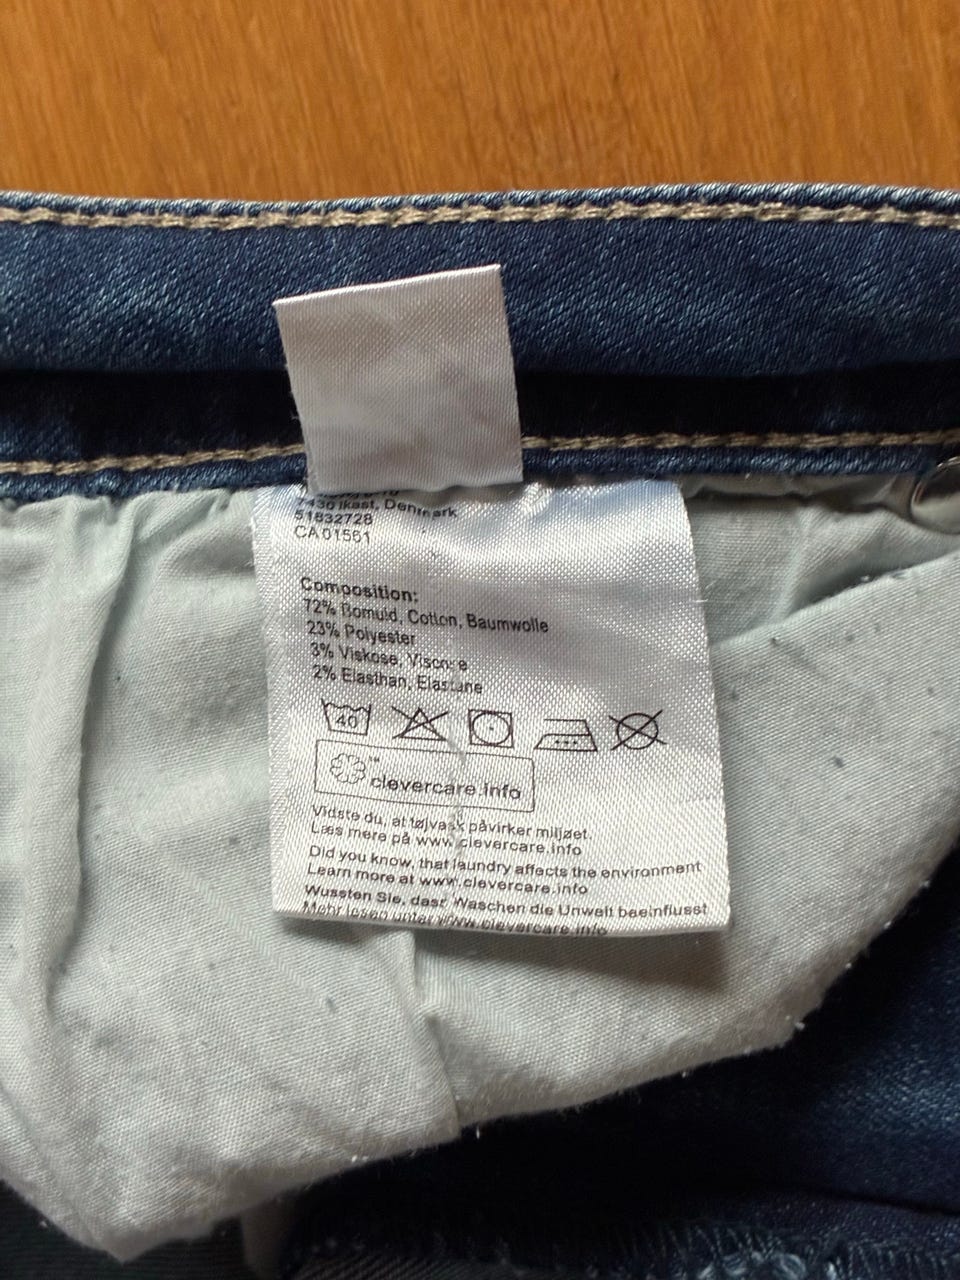 7430 Ikast, Denmark
51832728
CA01561
Composition:
72% Bomuld, Cotton, Baumwolle
23% Polyester
3% Viskose, Viscose
2% Elasthan, Elastane
40
clevercare.info
™
Vidste du, at tøjvask påvirker miljøet.
Læs mere på www.clevercare.info
Did you know, that laundry affects the environment
Learn more at www.clevercare.info
Wussten Sie, dass Waschen die Umwelt beeinflusst
Mehr lesen unter www.clevercare.info